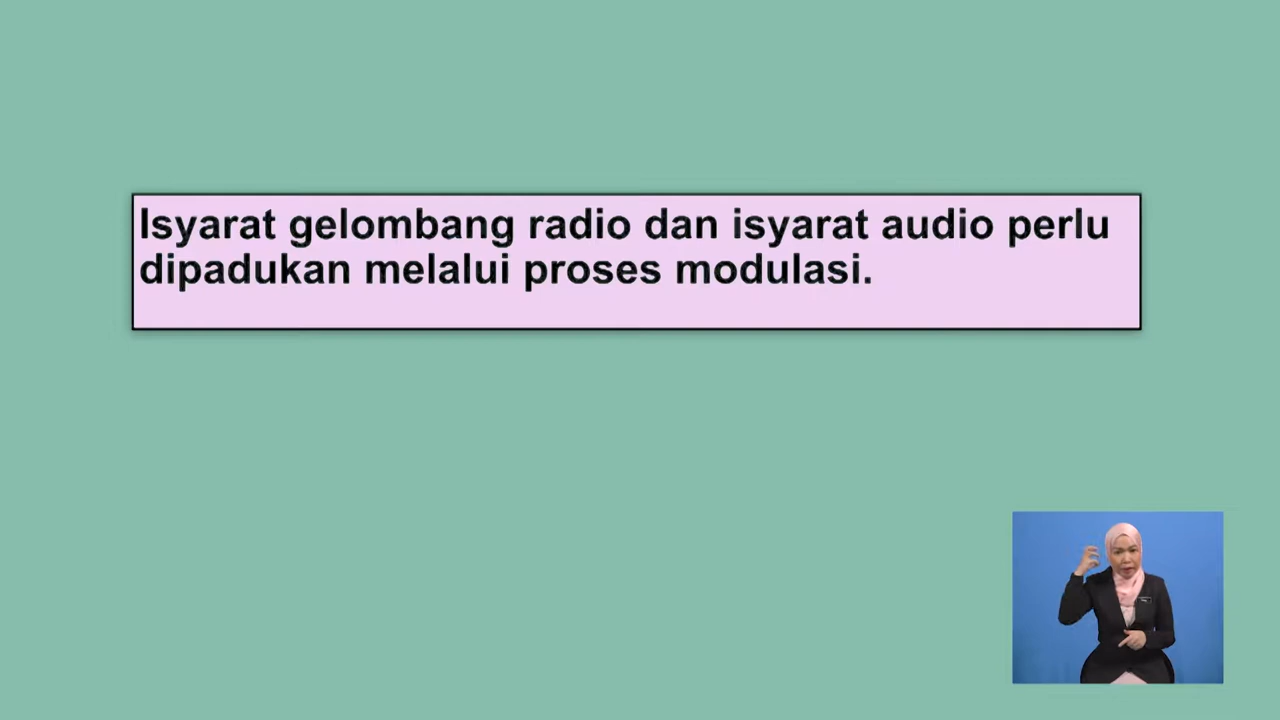 Isyarat gelombang radio dan isyarat audio perlu
dipadukan melalui proses modulasi.